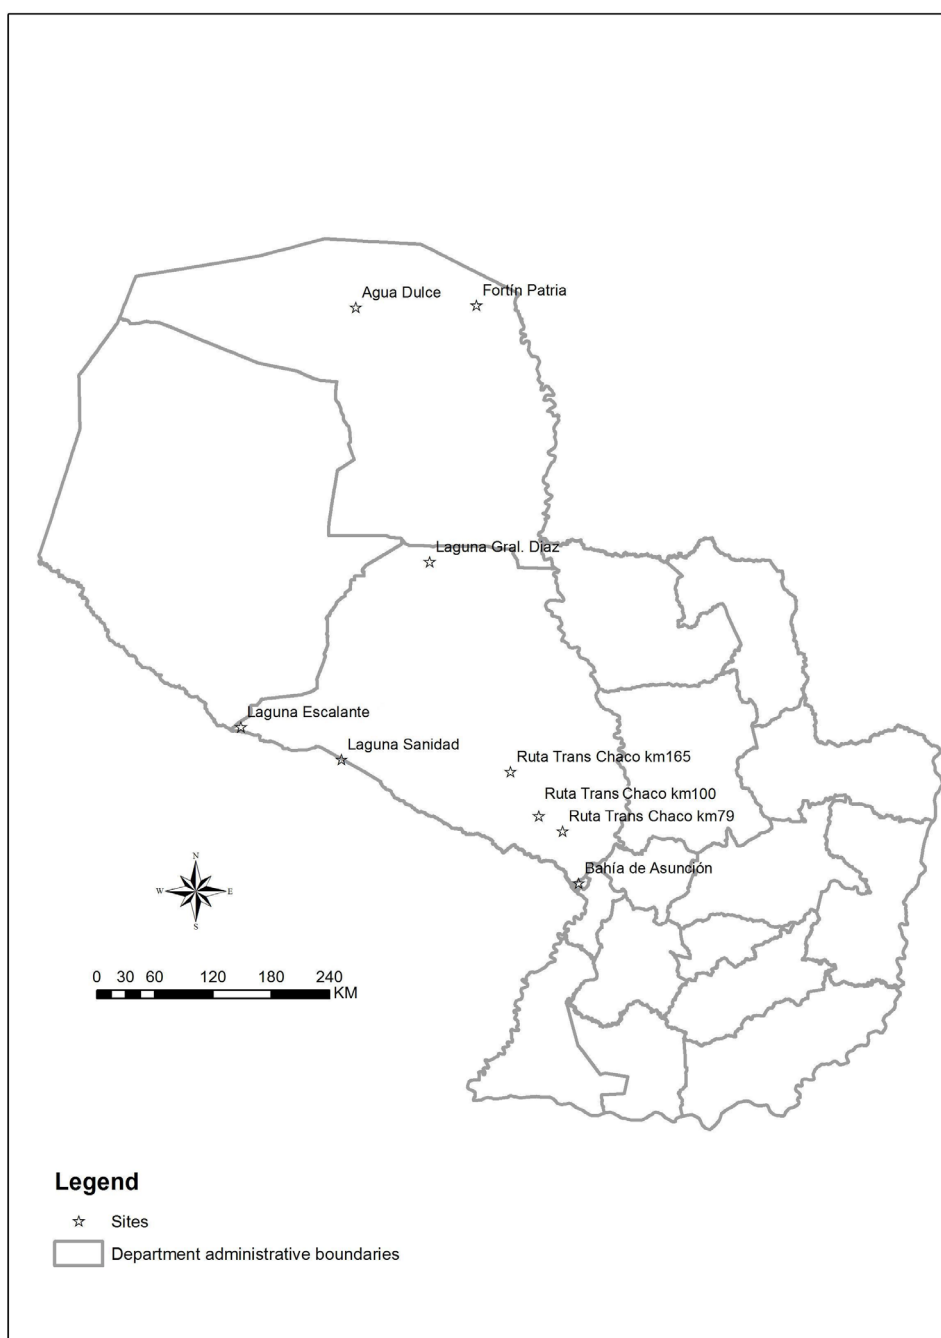 Agua Dulce
Fortín Patria
Laguna Gral. Diaz
Laguna Escalante
Laguna Sanidad
Ruta Trans Chaco km165
Ruta Trans Chaco km100
Ruta Trans Chaco km79
Bahía de Asunción
N
W
E
S
0 30 60 120 180 240
KM
Legend
Sites
Department administrative boundaries